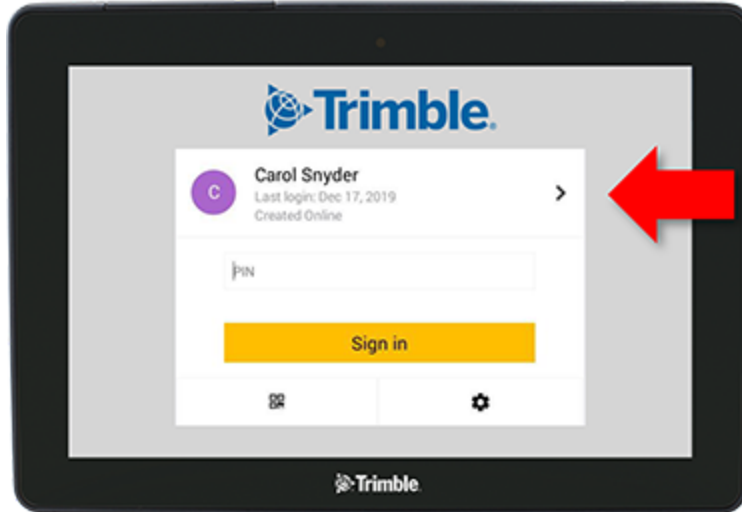 Trimble
C
Carol Snyder
Last login: Dec 17, 2019
Created Online
PIN
Sign in
Trimble